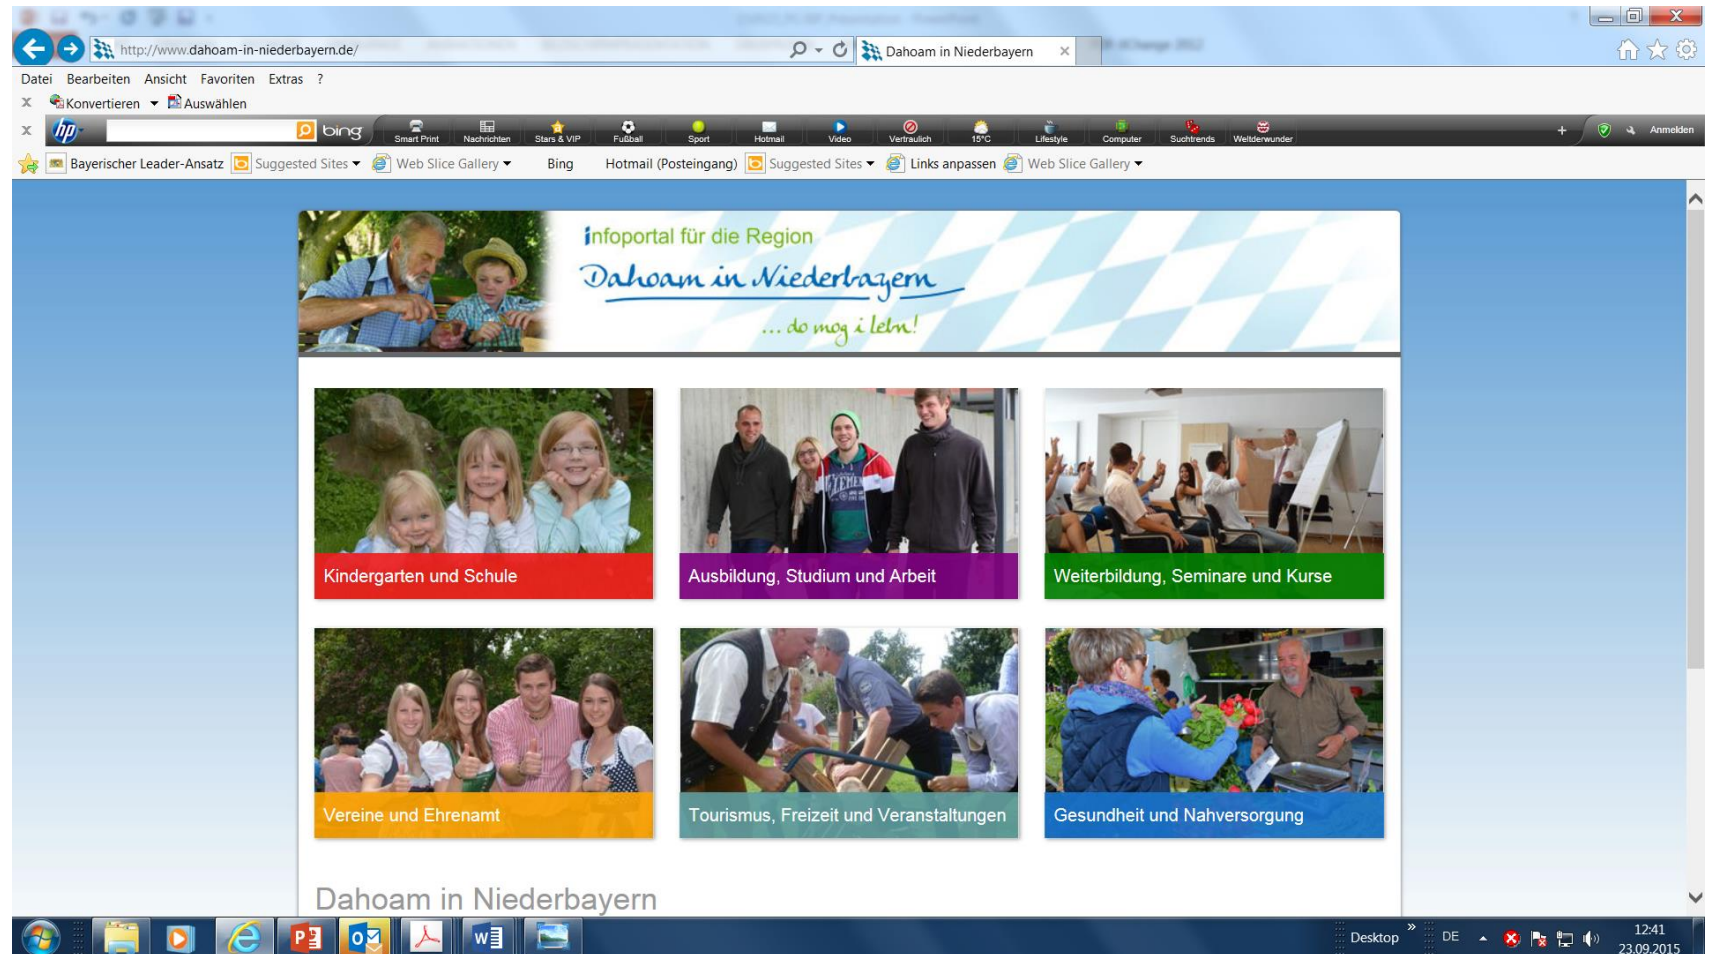 http://www.dahoam-in-niederbayern.de/
Dahoam in Niederbayern
Datei Bearbeiten Ansicht Favoriten Extras ?
x Konvertieren Auswählen
x hp bing Smart Print Nachrichten Stars & VIP Fußball Sport Hotmail Video Vertraulich 15°C Lifestyle Computer Suchtrends Weltderwunder + Anmelden
Bayerischer Leader-Ansatz Suggested Sites Web Slice Gallery Bing Hotmail (Posteingang) Suggested Sites Links anpassen Web Slice Gallery
infoportal für die Region
Dahoam in Niederbayern
... do mog i lebn!
Kindergarten und Schule
Ausbildung, Studium und Arbeit
Weiterbildung, Seminare und Kurse
Vereine und Ehrenamt
Tourismus, Freizeit und Veranstaltungen
Gesundheit und Nahversorgung
Dahoam in Niederbayern
Desktop » DE 12:41
23.09.2015